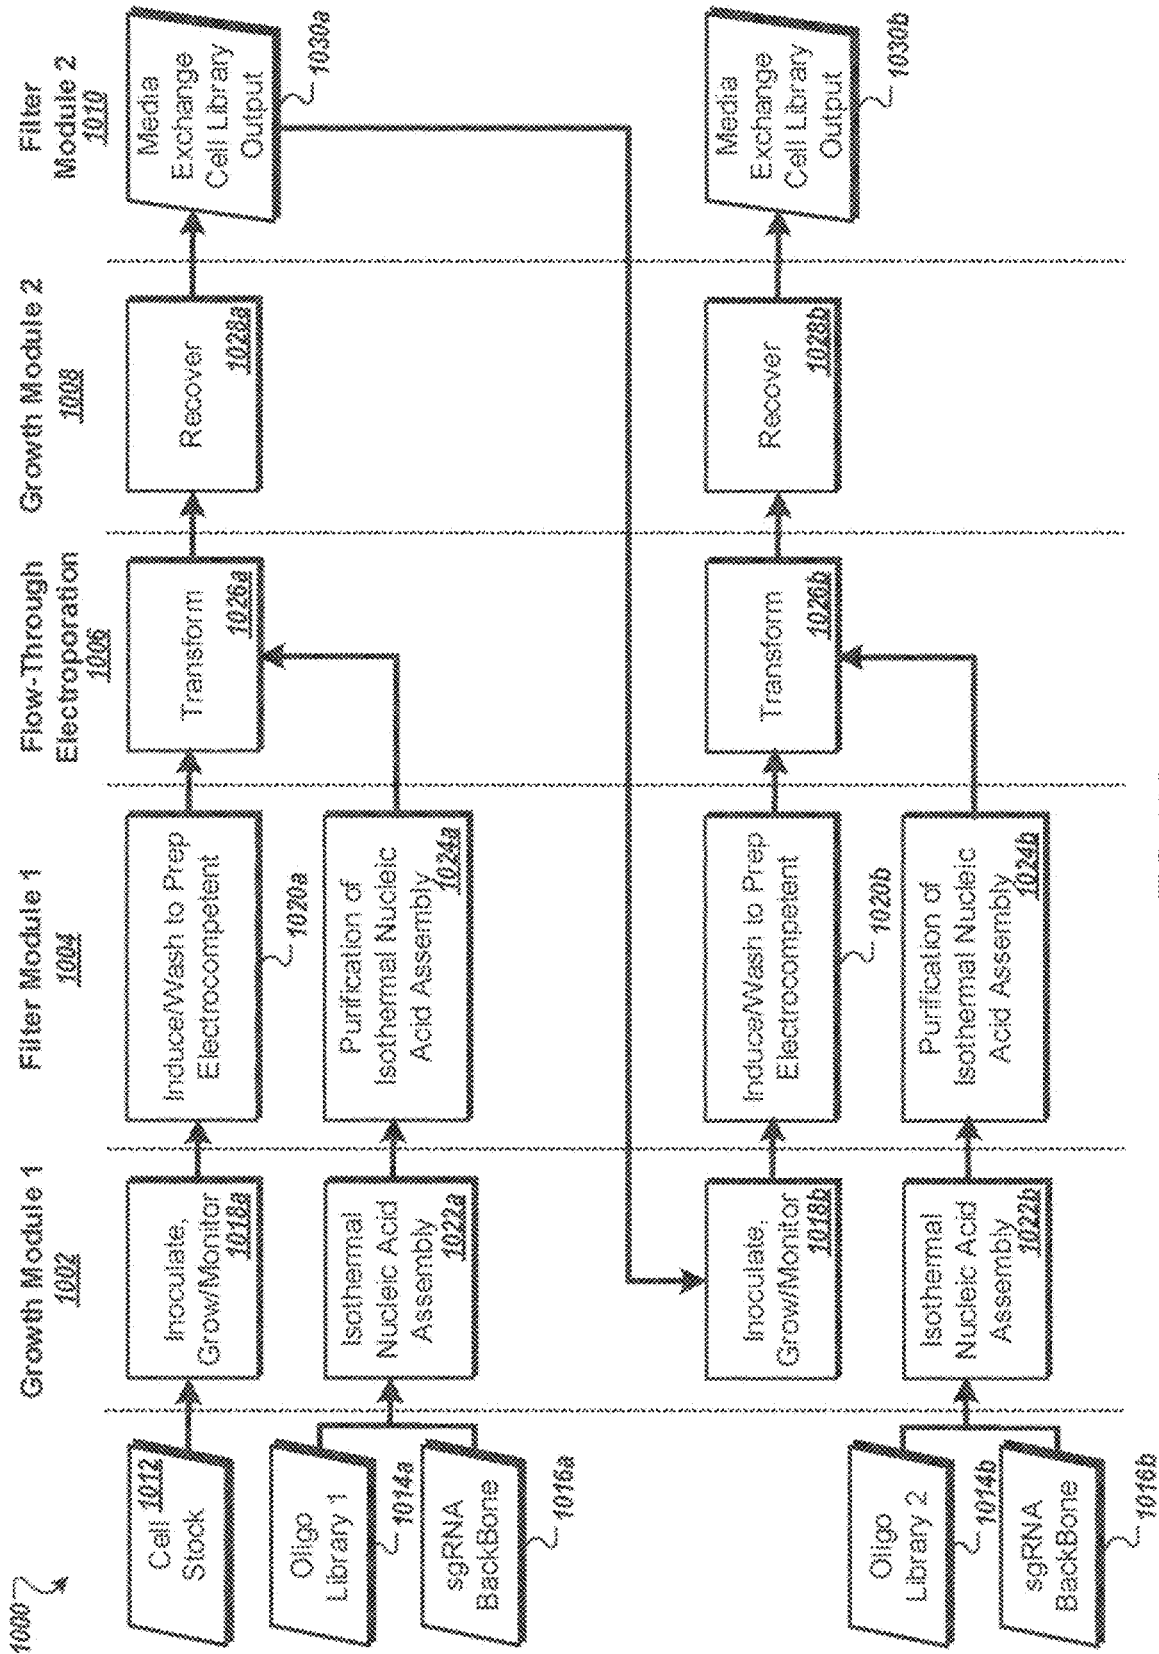 1000
Growth Module 1
1002
Filter Module 1
1004
Flow-Through
Electroporation
1006
Growth Module 2
1008
Filter
Module 2
1010
Cell
1012
Stock
Inoculate,
Grow/Monitor
1018a
Induce/Wash to Prep
Electrocompetent
1020a
Transform
1026a
Recover
1028a
Media
Exchange
Cell Library
Output
1030a
Oligo
Library 1
1014a
sgRNA
BackBone
1016a
Isothermal
Nucleic Acid
Assembly
1022a
Purification of
Isothermal Nucleic
Acid Assembly
1024a
Inoculate,
Grow/Monitor
1018b
Induce/Wash to Prep
Electrocompetent
1020b
Transform
1026b
Recover
1028b
Media
Exchange
Cell Library
Output
1030b
Oligo
Library 2
1014b
sgRNA
BackBone
1016b
Isothermal
Nucleic Acid
Assembly
1022b
Purification of
Isothermal Nucleic
Acid Assembly
1024b